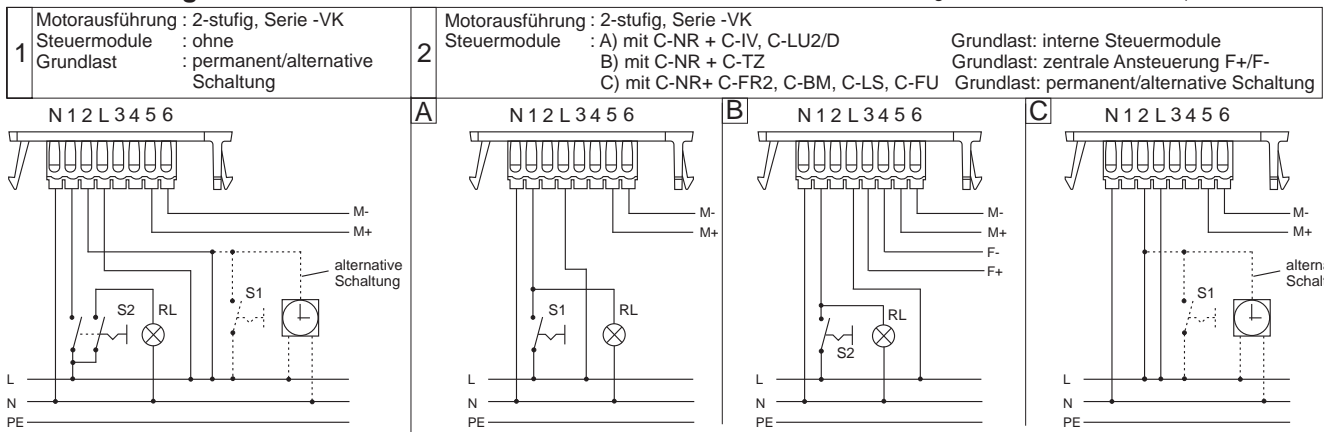 1
Motorausführung : 2-stufig, Serie -VK
Steuermodule : ohne
Grundlast : permanent/alternative
Schaltung
2
Motorausführung : 2-stufig, Serie -VK
Steuermodule : A) mit C-NR + C-IV, C-LU2/D Grundlast: interne Steuermodule
B) mit C-NR + C-TZ Grundlast: zentrale Ansteuerung F+/F-
C) mit C-NR+ C-FR2, C-BM, C-LS, C-FU Grundlast: permanent/alternative Schaltung
N 1 2 L 3 4 5 6
M-
M+
alternative
Schaltung
S1
S2
RL
L
N
PE
A
N 1 2 L 3 4 5 6
M-
M+
S1
RL
L
N
PE
B
N 1 2 L 3 4 5 6
M-
M+
F-
F+
RL
S2
L
N
PE
C
N 1 2 L 3 4 5 6
M-
M+
S1
L
N
PE